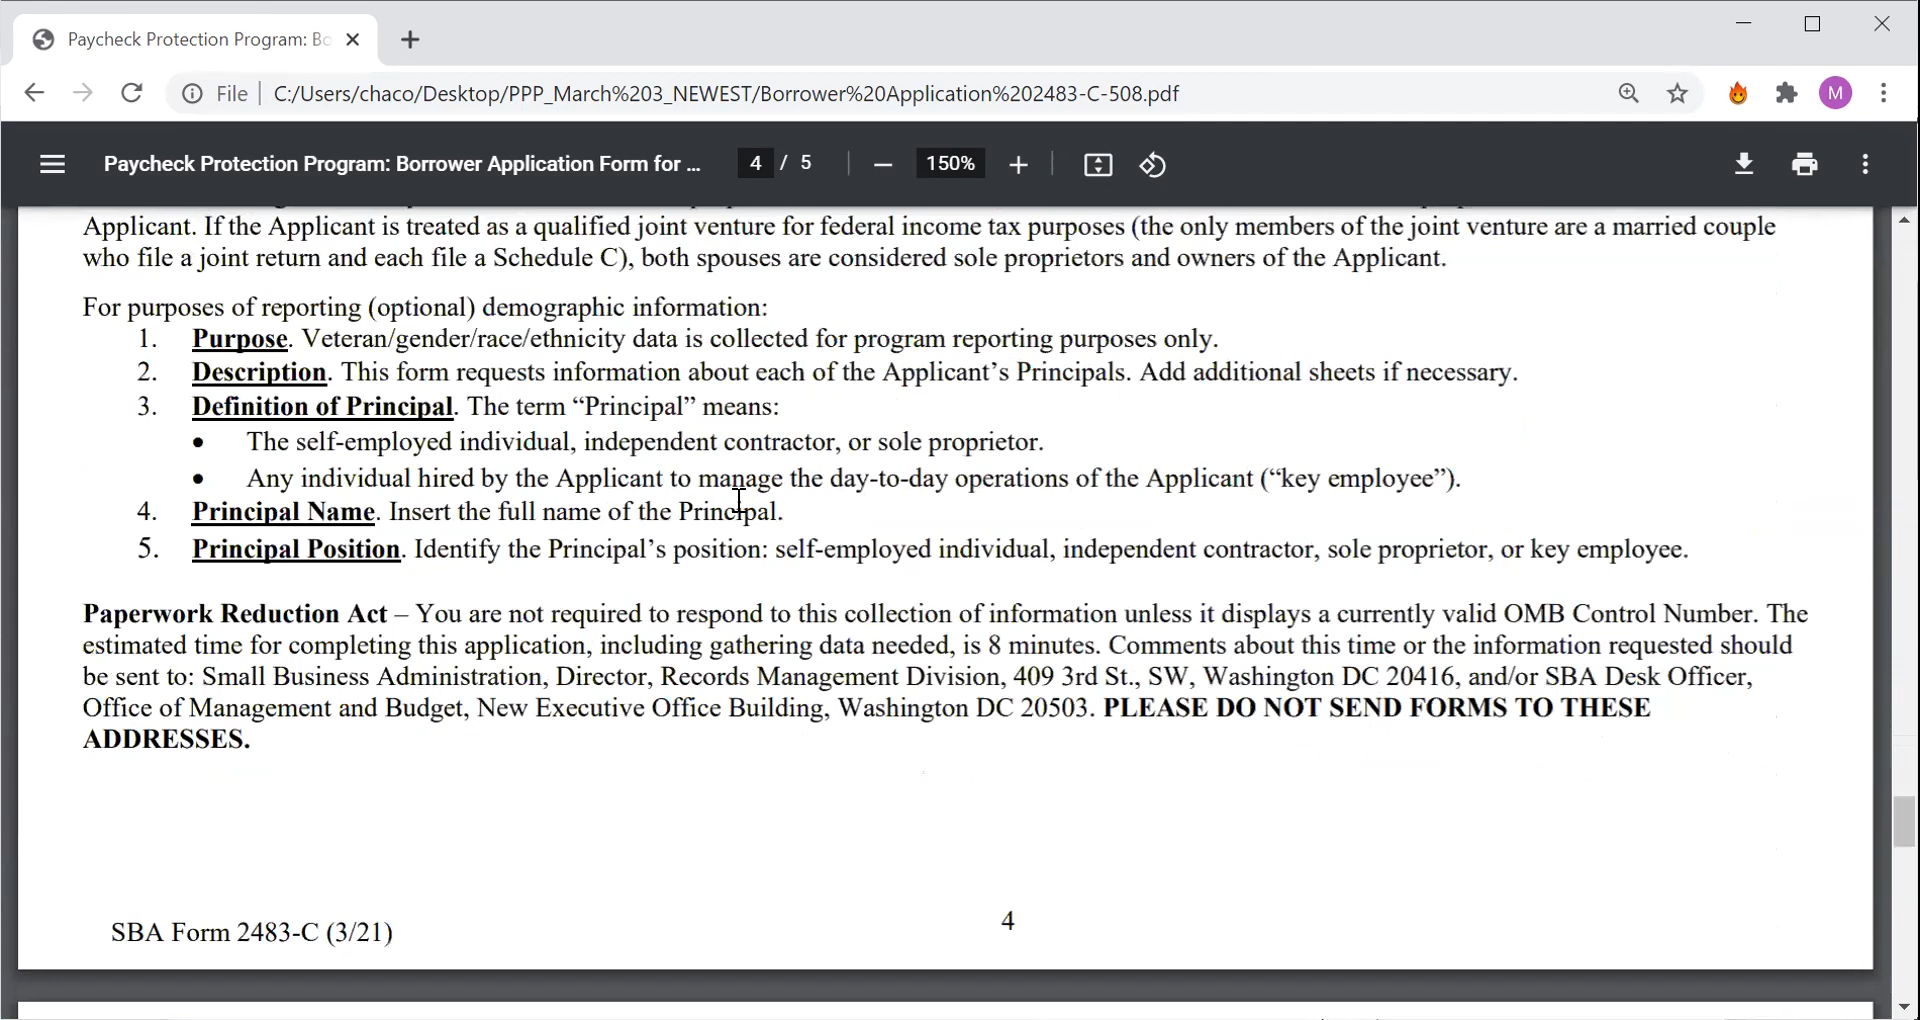 Paycheck Protection Program: Bo
File
C:/Users/chaco/Desktop/PPP_March%203_NEWEST/Borrower%20Application%202483-C-508.pdf
M
Paycheck Protection Program: Borrower Application Form for ...
4 / 5
150%
Applicant. If the Applicant is treated as a qualified joint venture for federal income tax purposes (the only members of the joint venture are a married couple
who file a joint return and each file a Schedule C), both spouses are considered sole proprietors and owners of the Applicant.
For purposes of reporting (optional) demographic information:
1. Purpose. Veteran/gender/race/ethnicity data is collected for program reporting purposes only.
2. Description. This form requests information about each of the Applicant’s Principals. Add additional sheets if necessary.
3. Definition of Principal. The term “Principal” means:
• The self-employed individual, independent contractor, or sole proprietor.
• Any individual hired by the Applicant to manage the day-to-day operations of the Applicant (“key employee”).
4. Principal Name. Insert the full name of the Principal.
5. Principal Position. Identify the Principal’s position: self-employed individual, independent contractor, sole proprietor, or key employee.
Paperwork Reduction Act – You are not required to respond to this collection of information unless it displays a currently valid OMB Control Number. The
estimated time for completing this application, including gathering data needed, is 8 minutes. Comments about this time or the information requested should
be sent to: Small Business Administration, Director, Records Management Division, 409 3rd St., SW, Washington DC 20416, and/or SBA Desk Officer,
Office of Management and Budget, New Executive Office Building, Washington DC 20503. PLEASE DO NOT SEND FORMS TO THESE
ADDRESSES.
4
SBA Form 2483-C (3/21)